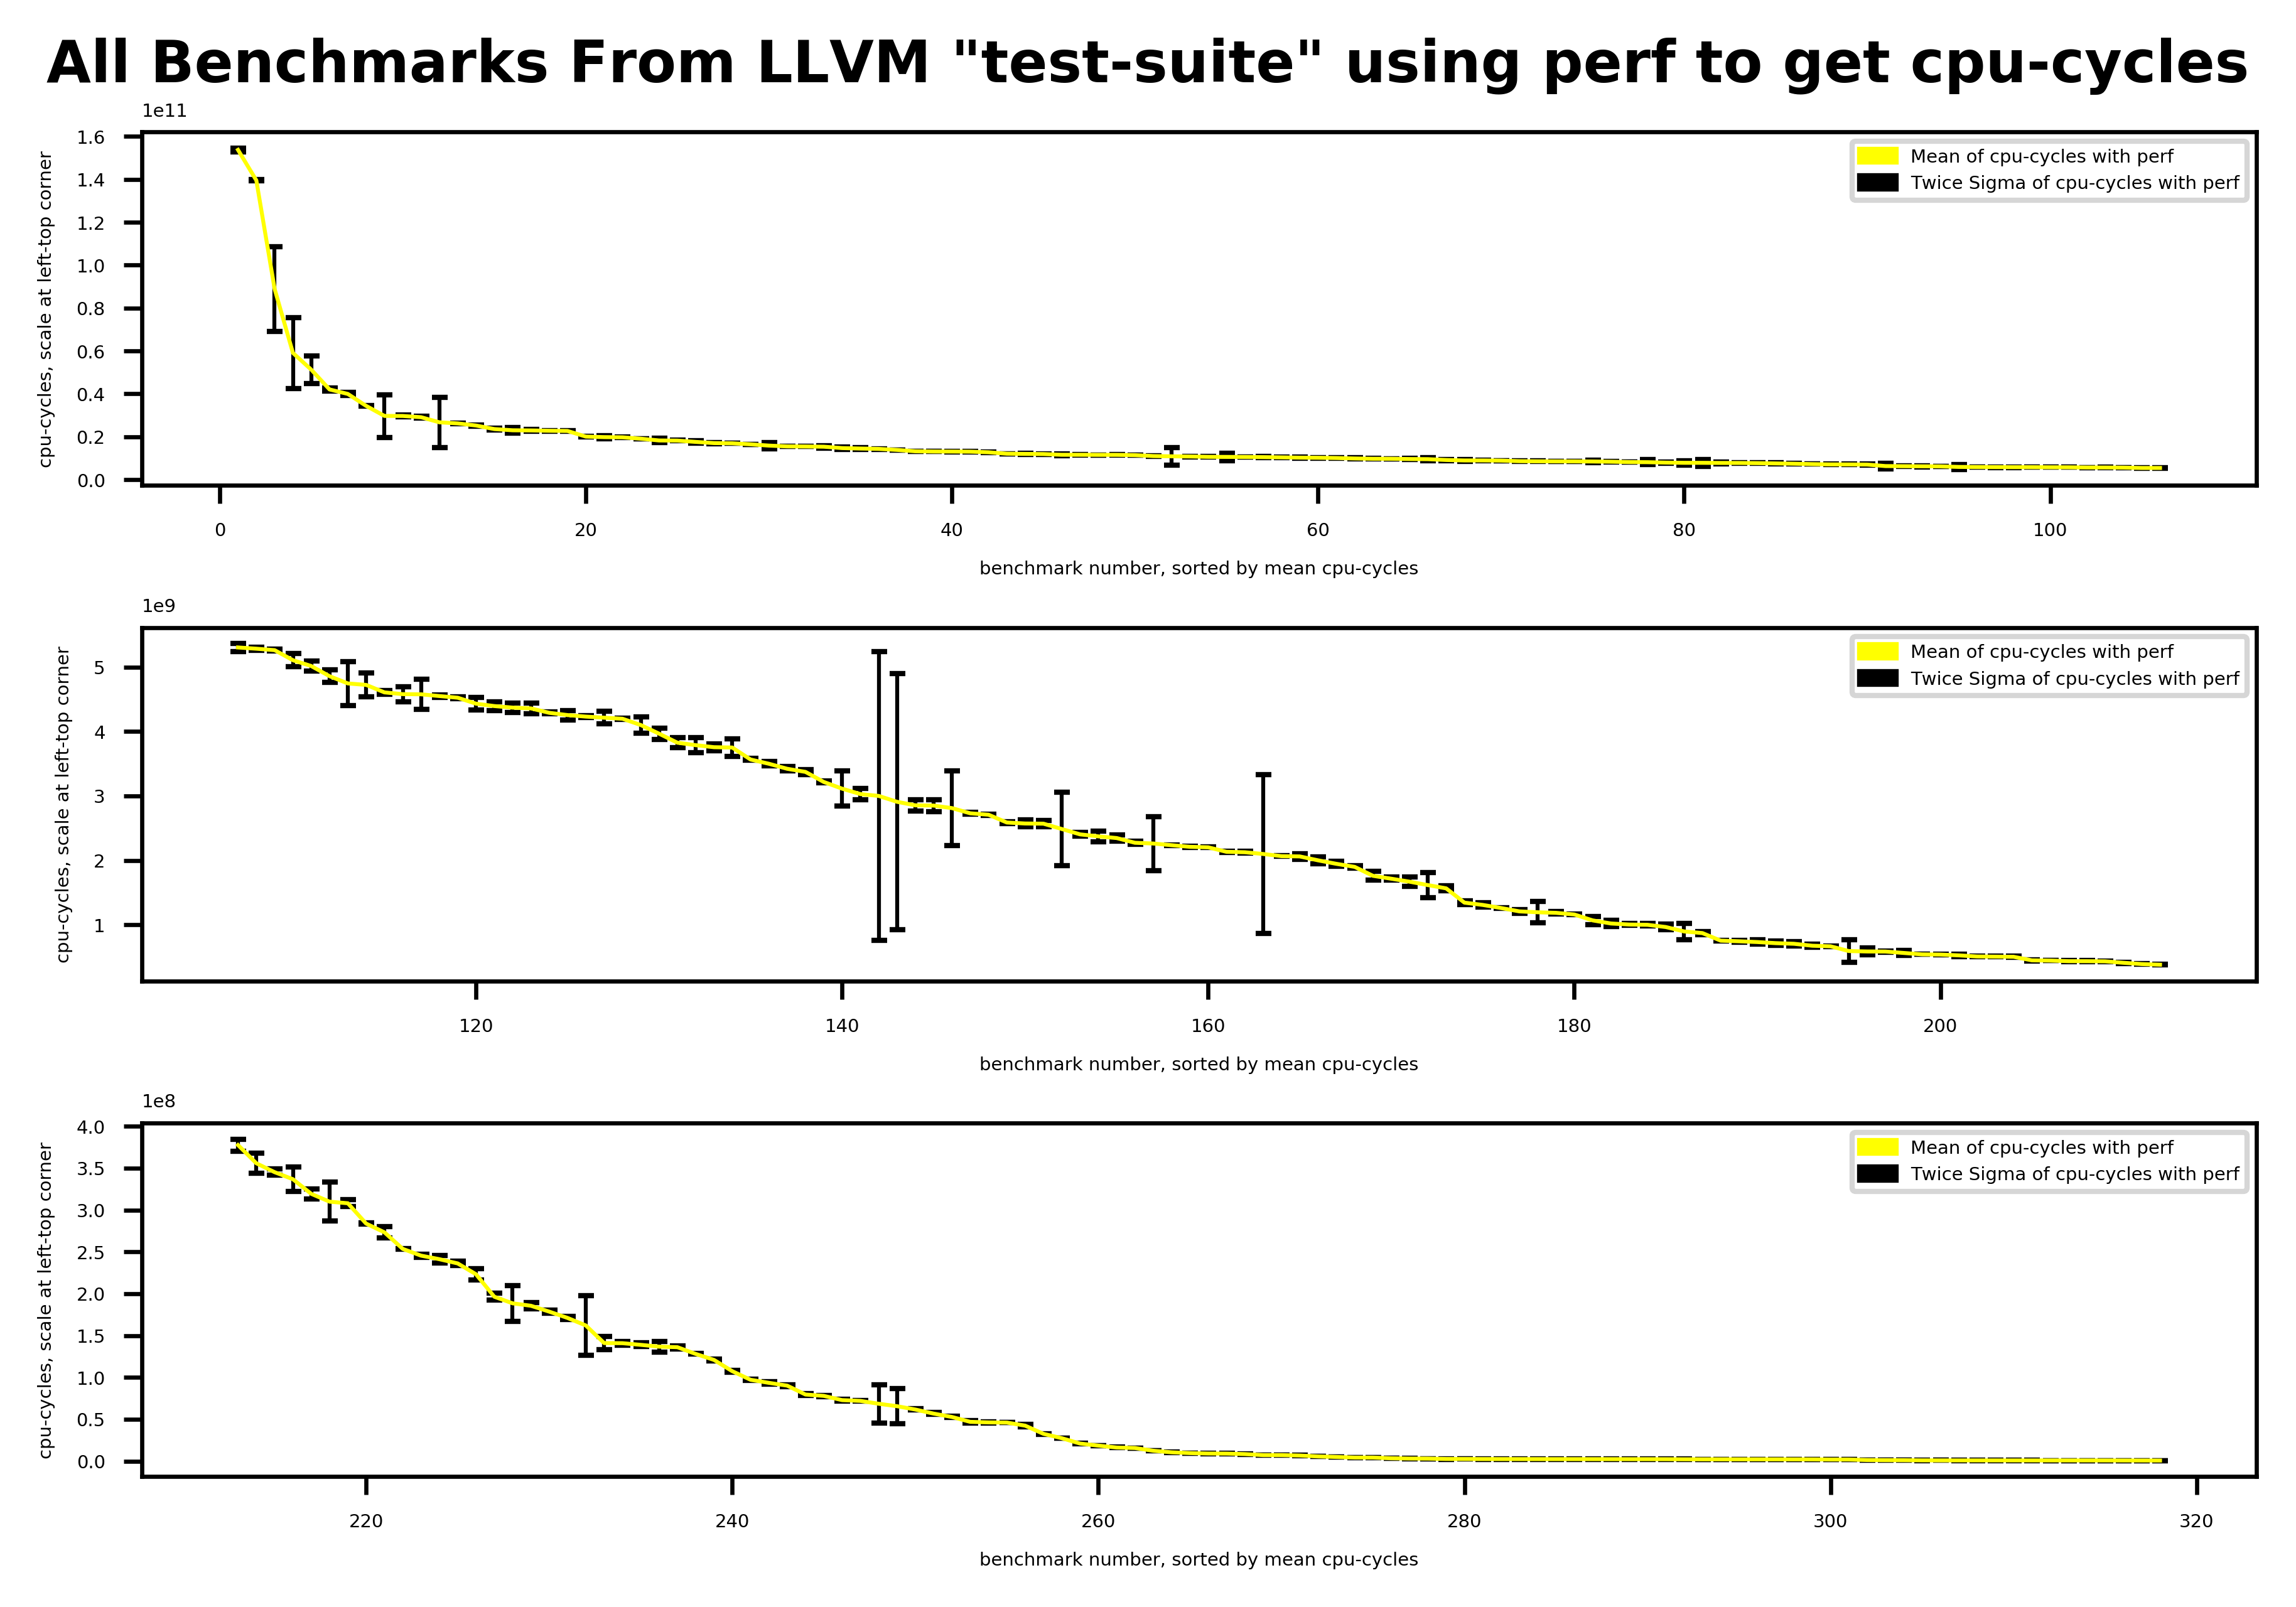 All Benchmarks From LLVM "test-suite" using perf to get cpu-cycles
1e11
cpu-cycles, scale at left-top corner
1.6
1.4
1.2
1.0
0.8
0.6
0.4
0.2
0.0
Mean of cpu-cycles with perf
Twice Sigma of cpu-cycles with perf
0 20 40 60 80 100
benchmark number, sorted by mean cpu-cycles
1e9
cpu-cycles, scale at left-top corner
5
4
3
2
1
Mean of cpu-cycles with perf
Twice Sigma of cpu-cycles with perf
120 140 160 180 200
benchmark number, sorted by mean cpu-cycles
1e8
cpu-cycles, scale at left-top corner
4.0
3.5
3.0
2.5
2.0
1.5
1.0
0.5
0.0
Mean of cpu-cycles with perf
Twice Sigma of cpu-cycles with perf
220 240 260 280 300 320
benchmark number, sorted by mean cpu-cycles